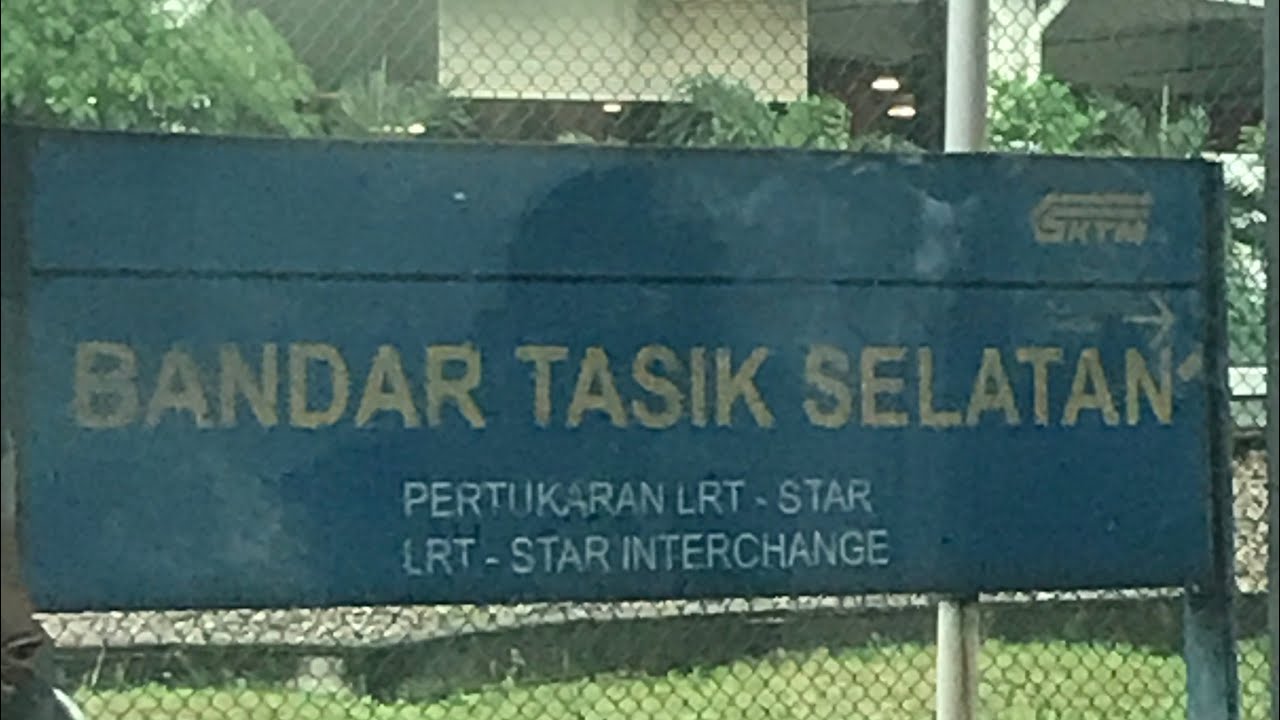 KTM
BANDAR TASIK SELATAN
PERTUKARAN LRT - STAR
LRT - STAR INTERCHANGE